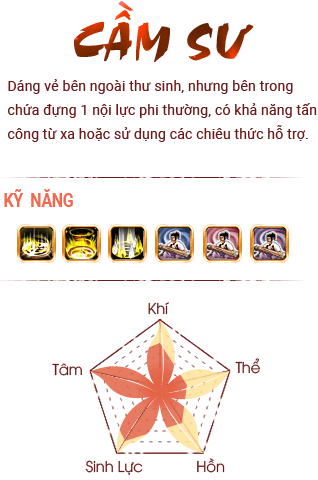 CẦM SƯ
Dáng vẻ bên ngoài thư sinh, nhưng bên trong
chứa đựng 1 nội lực phi thường, có khả năng tấn
công từ xa hoặc sử dụng các chiêu thức hỗ trợ.
KỸ NĂNG
Khí
Tâm
Thể
Sinh Lực
Hồn